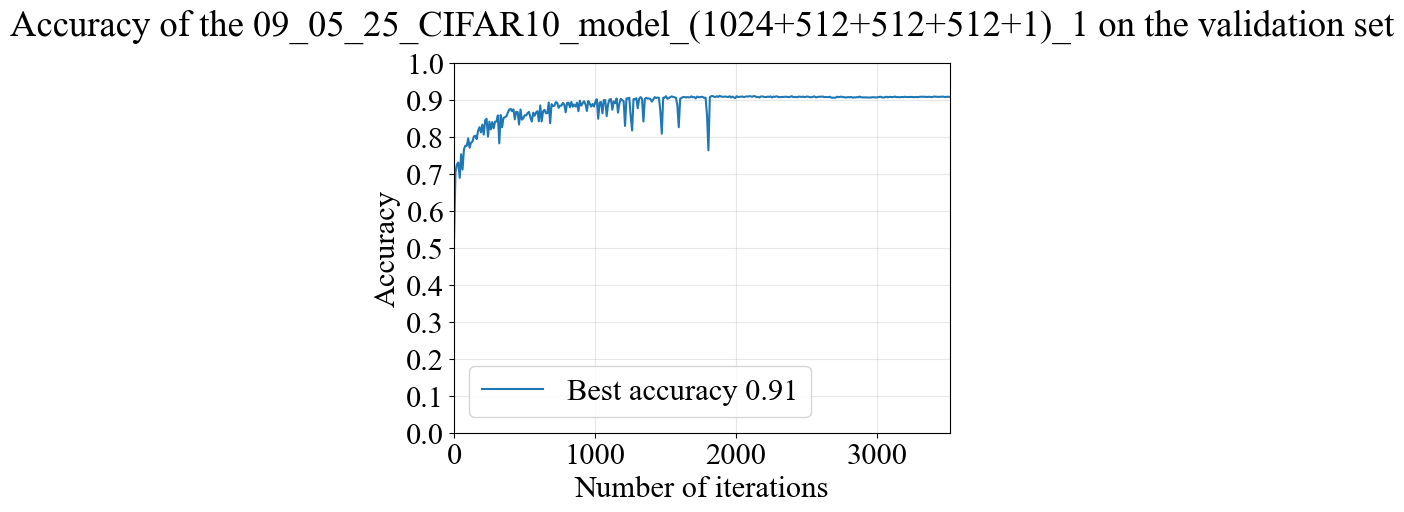 Accuracy of the 09_05_25_CIFAR10_model_(1024+512+512+512+1)_1 on the validation set
1.0
0.9
0.8
0.7
0.6
0.5
0.4
0.3
0.2
0.1
0.0
Accuracy
Best accuracy 0.91
0 1000 2000 3000
Number of iterations